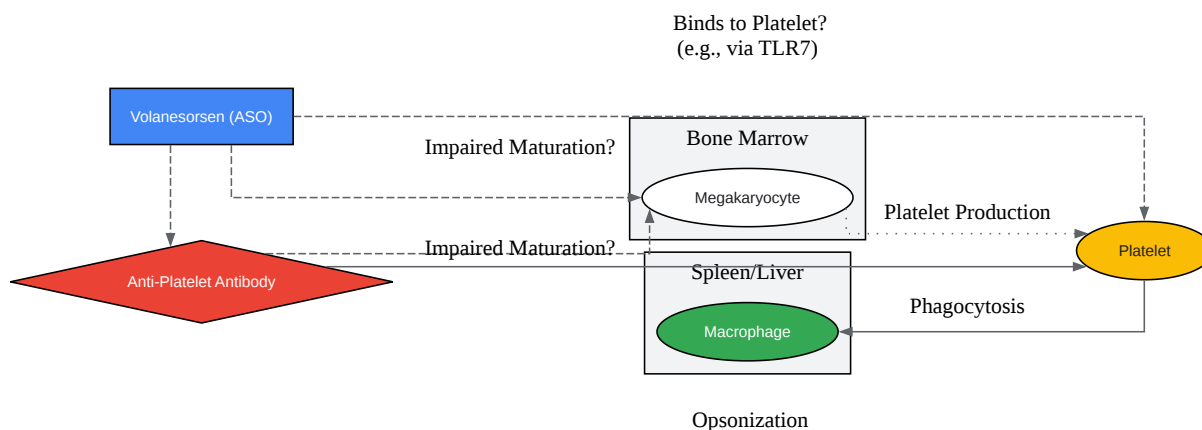 Binds to Platelet?
(e.g., via TLR7)
Volanesorsen (ASO)
Impaired Maturation?
Bone Marrow
Megakaryocyte
Platelet Production
Impaired Maturation?
Platelet
Anti-Platelet Antibody
Spleen/Liver
Phagocytosis
Macrophage
Opsonization